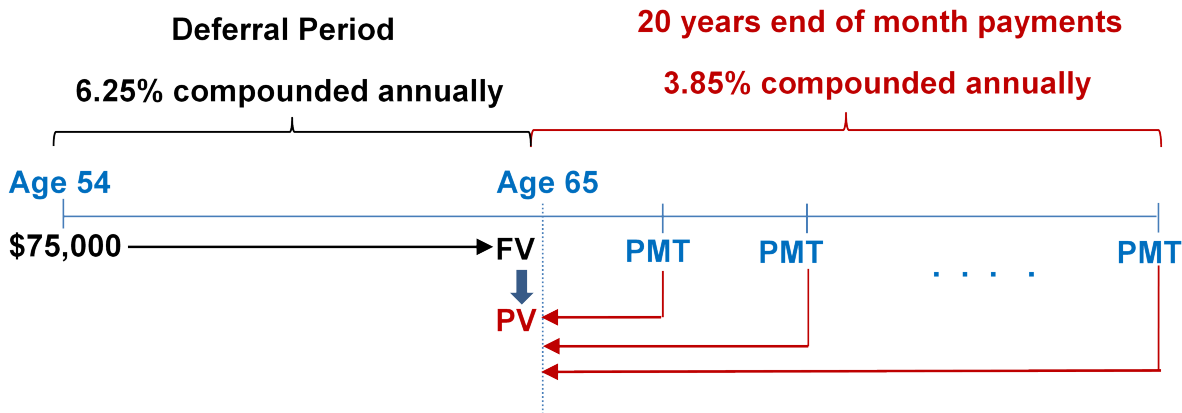 Deferral Period
20 years end of month payments
6.25% compounded annually
3.85% compounded annually
Age 54
Age 65
$75,000
FV
PMT
PMT
. . . .
PMT
PV